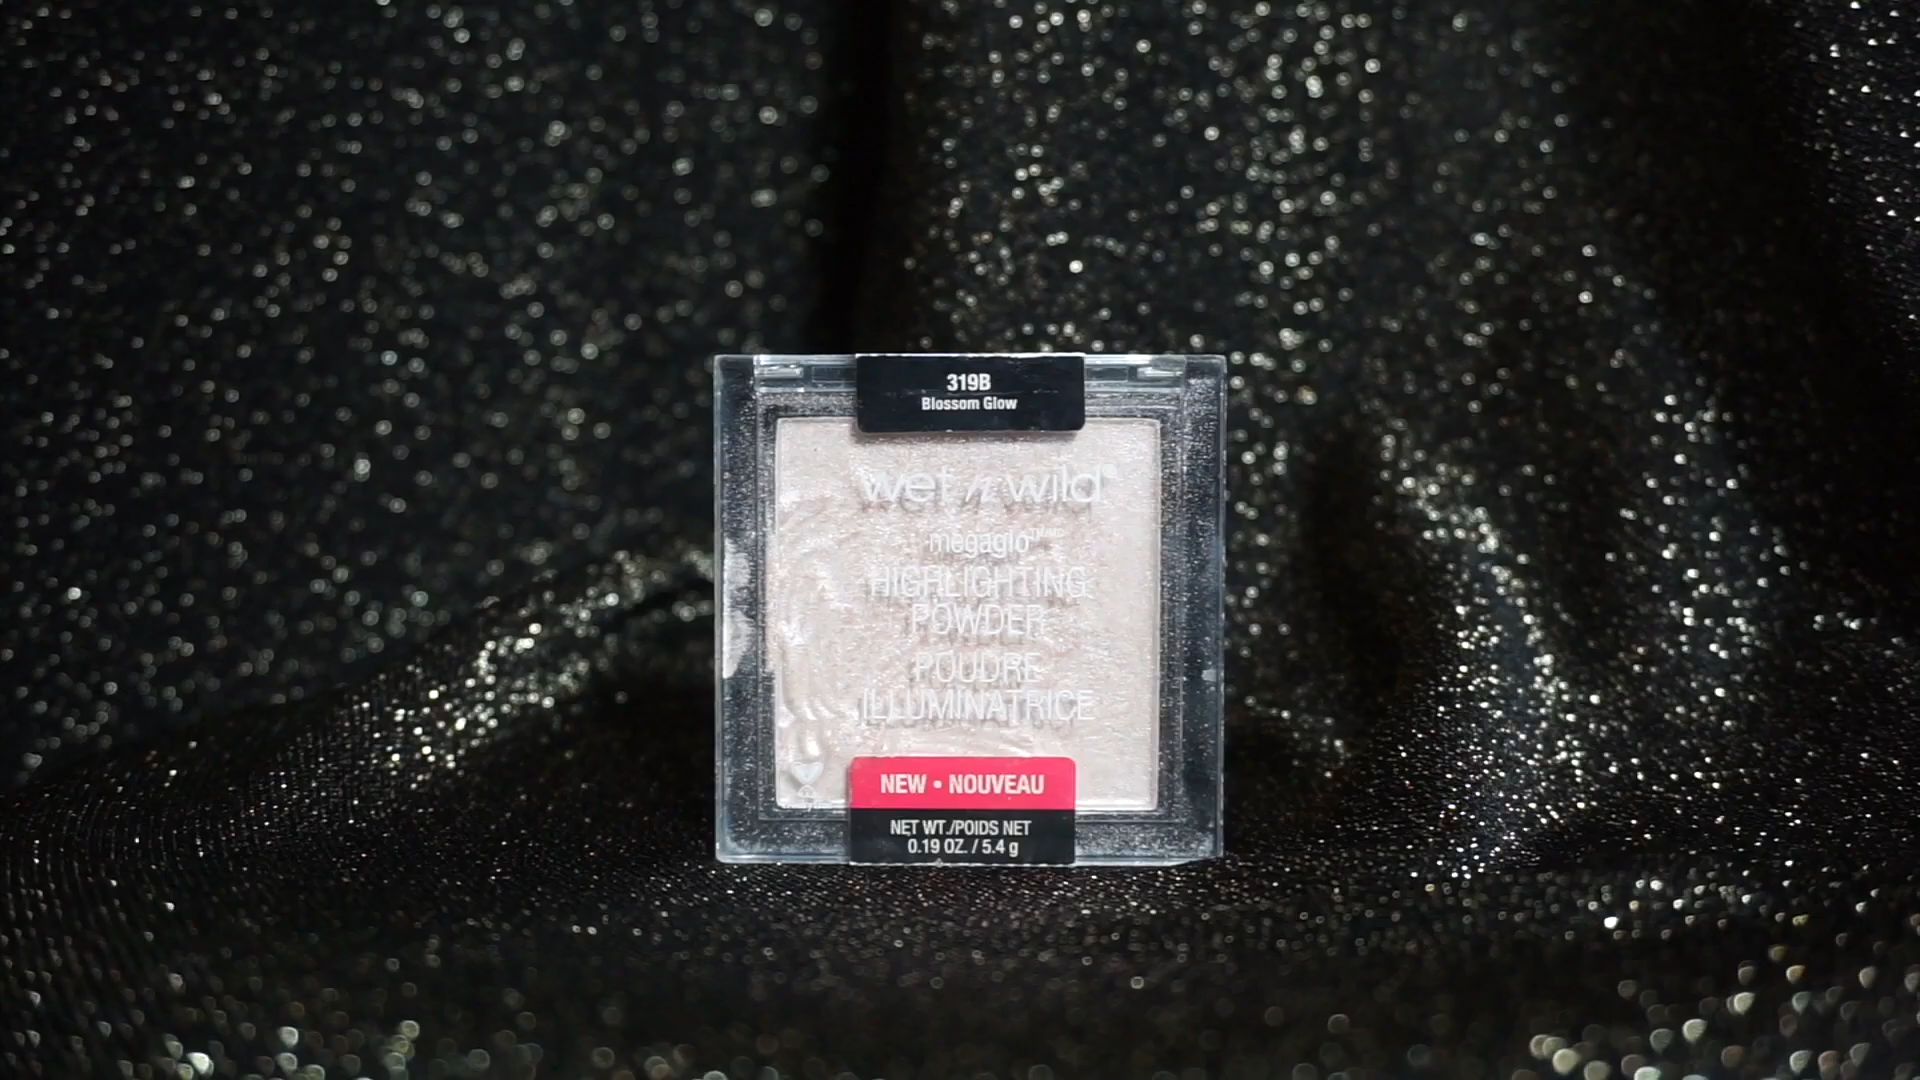 319B
Blossom Glow
wet n wild®
megaglo™
HIGHLIGHTING
POWDER
POUDRE
ILLUMINATRICE
NEW • NOUVEAU
NET WT./POIDS NET
0.19 OZ. / 5.4 g